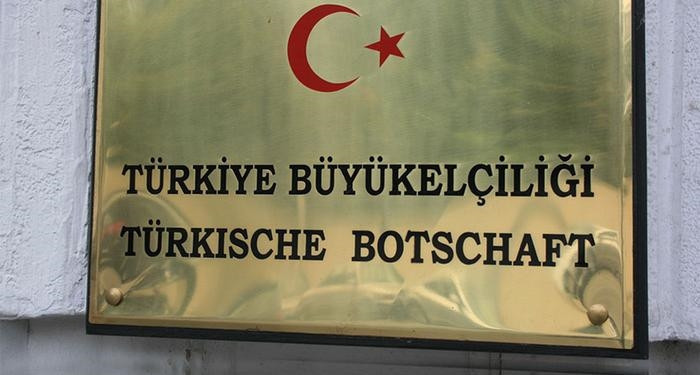 TÜRKİYE BÜYÜKELÇİLİĞİ
TÜRKISCHE BOTSCHAFT